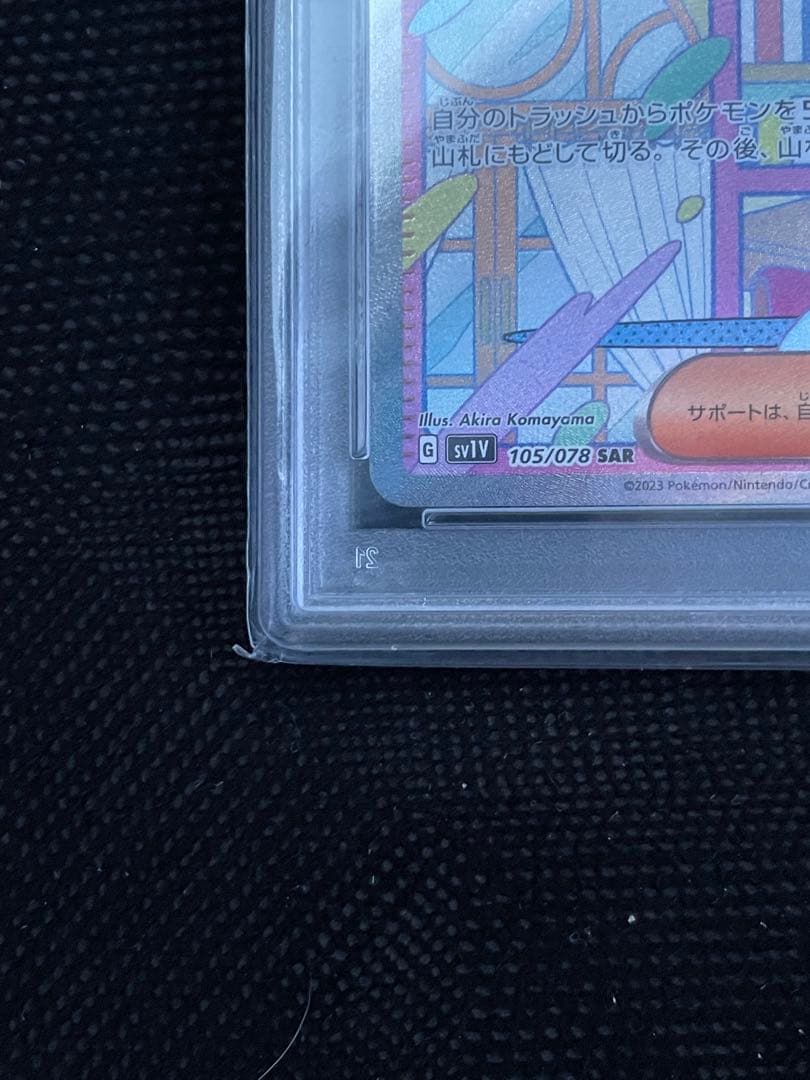 自分のトラッシュからポケモンを
山札にもどして切る。その後、山
Illus. Akira Komayama
サポートは、自
G SV1V 105/078 SAR
©2023 Pokémon/Nintendo/Cr
21